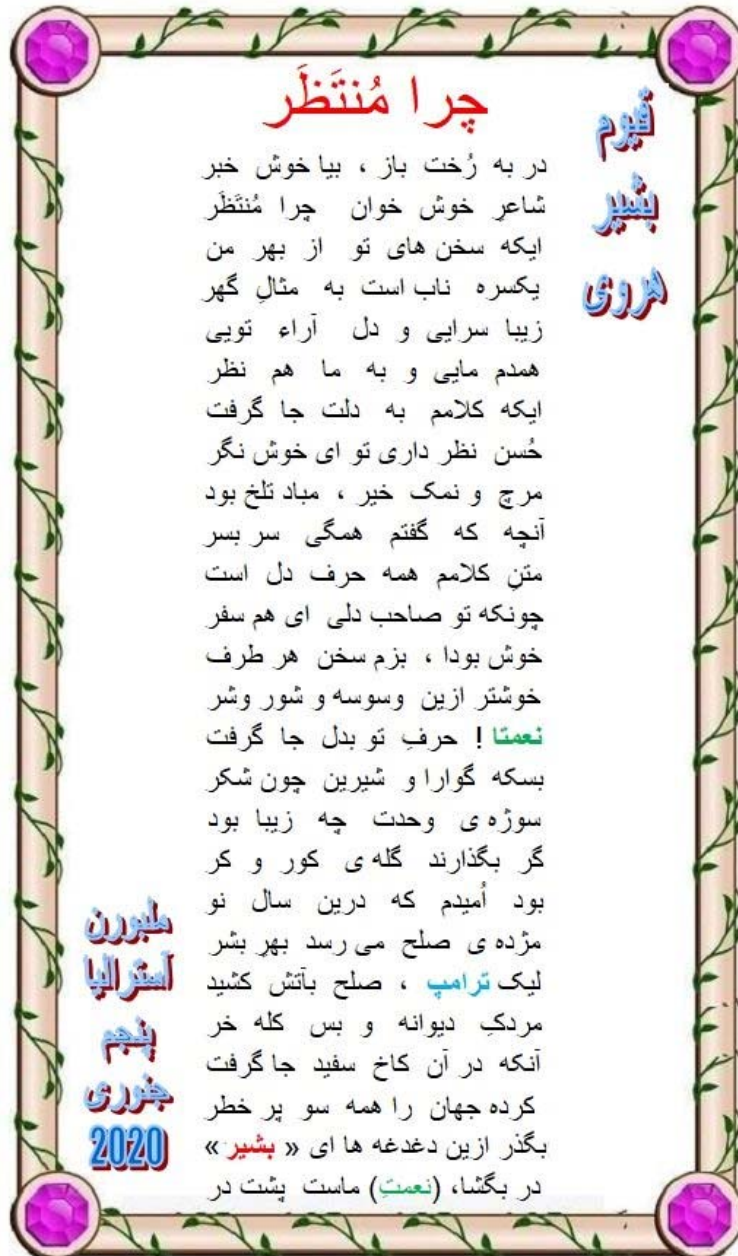 چرا مُنتَظَر
قیوم
بشیر
هروی
در به رُخت باز ، بیا خوش خبر
شاعرِ خوش خوان چرا مُنتَظَر
ایکه سخن های تو از بهر من
یکسره ناب است به مثالِ گهر
زیبا سرایی و دل آراء تویی
همدم مایی و به ما هم نظر
ایکه کلامم به دلت جا گرفت
حُسن نظر داری تو ای خوش نگر
مرچ و نمک خیر ، مباد تلخ بود
آنچه که گفتم همگی سر بسر
متنِ کلامم همه حرف دل است
چونکه تو صاحب دلی ای هم سفر
خوش بودا ، بزم سخن هر طرف
خوشتر ازین وسوسه و شور وشر
نعمتا ! حرفِ تو بدل جا گرفت
بسکه گوارا و شیرین چون شکر
سوژه ی وحدت چه زیبا بود
گر بگذارند گله ی کور و کر
بود اُمیدم که درین سال نو
مژده ی صلح می رسد بهرِ بشر
لیک ترامپ ، صلح بآتش کشید
مردکِ دیوانه و بس کله خر
آنکه در آن کاخ سفید جا گرفت
کرده جهان را همه سو پر خطر
بگذر ازین دغدغه ها ای « بشیر »
در بگشا، (نعمتِ) ماست پشت در
ملبورن
آسترالیا
پنجم
جنوری
2020